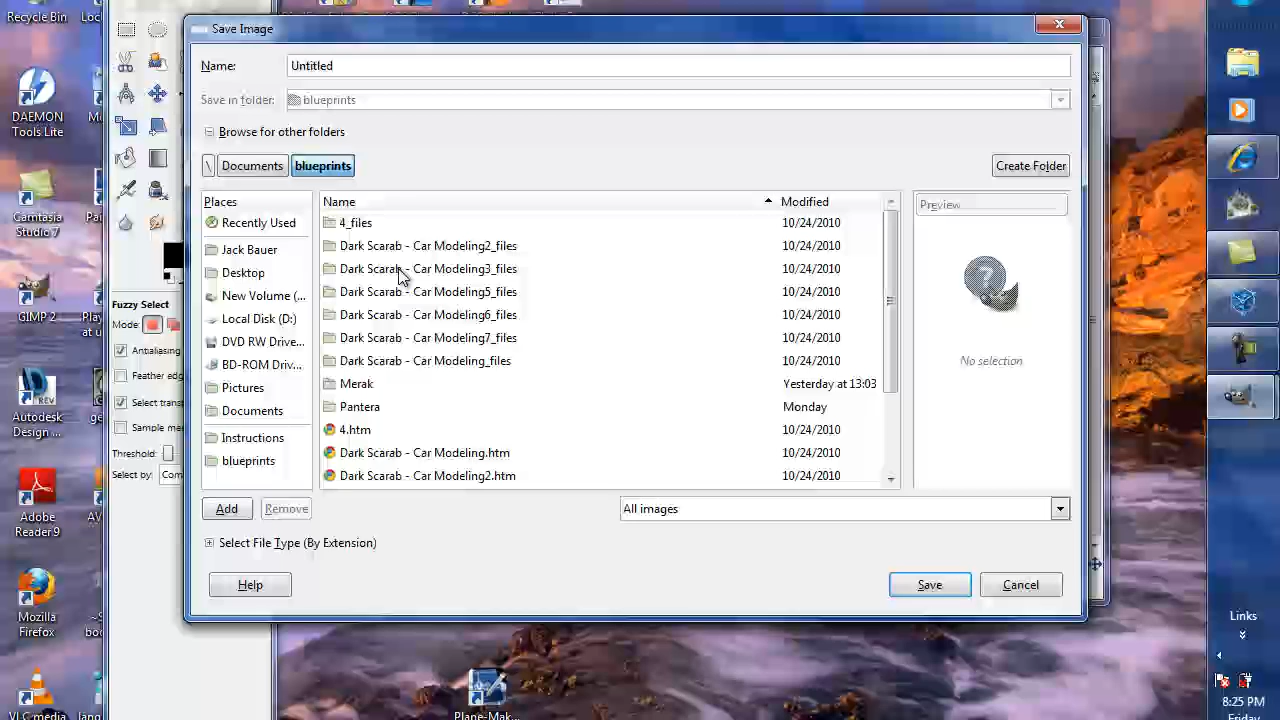 Recycle Bin
Loc
DAEMON
Tools Lite
Camtasia
Studio 7
GIMP 2
Autodesk
Design ...
Adobe
Reader 9
Mozilla
Firefox
VLC media
Fuzzy Select
Mode:
Antialiasing
Feather edg
Select trans
Sample me
Threshold:
Select by: Com
Save Image
Name: Untitled
Save in folder: blueprints
Browse for other folders
\ Documents blueprints Create Folder
Places
Recently Used
Jack Bauer
Desktop
New Volume (...
Local Disk (D:)
DVD RW Drive...
BD-ROM Driv...
Pictures
Documents
Instructions
blueprints
Name Modified
4_files 10/24/2010
Dark Scarab - Car Modeling2_files 10/24/2010
Dark Scarab - Car Modeling3_files 10/24/2010
Dark Scarab - Car Modeling5_files 10/24/2010
Dark Scarab - Car Modeling6_files 10/24/2010
Dark Scarab - Car Modeling7_files 10/24/2010
Dark Scarab - Car Modeling_files 10/24/2010
Merak Yesterday at 13:03
Pantera Monday
4.htm 10/24/2010
Dark Scarab - Car Modeling.htm 10/24/2010
Dark Scarab - Car Modeling2.htm 10/24/2010
Preview
No selection
Add Remove All images
Select File Type (By Extension)
Help Save Cancel
Plane-Mak...
Links
8:25 PM
Friday